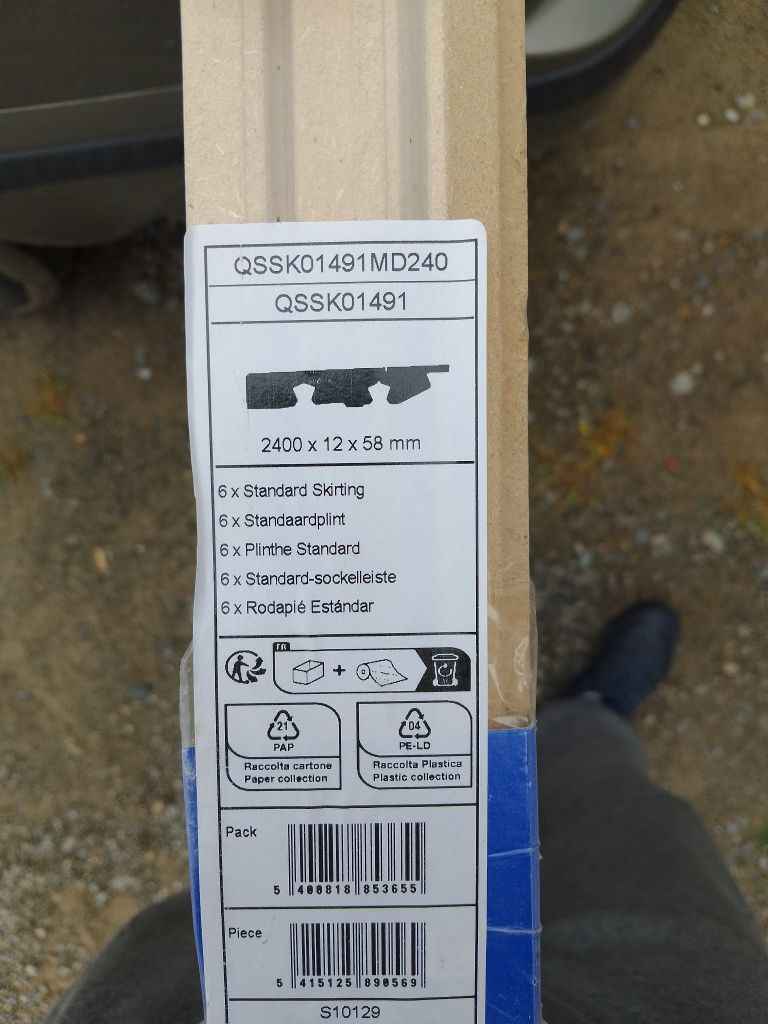 QSSK01491MD240
QSSK01491
2400 x 12 x 58 mm
6 x Standard Skirting
6 x Standaardplint
6 x Plinthe Standard
6 x Standard-sockelleiste
6 x Rodapié Estándar
FR
+
21
PAP
Raccolta cartone
Paper collection
04
PE-LD
Raccolta Plastica
Plastic collection
Pack
5 400818 853655
Piece
5 415125 890569
S10129